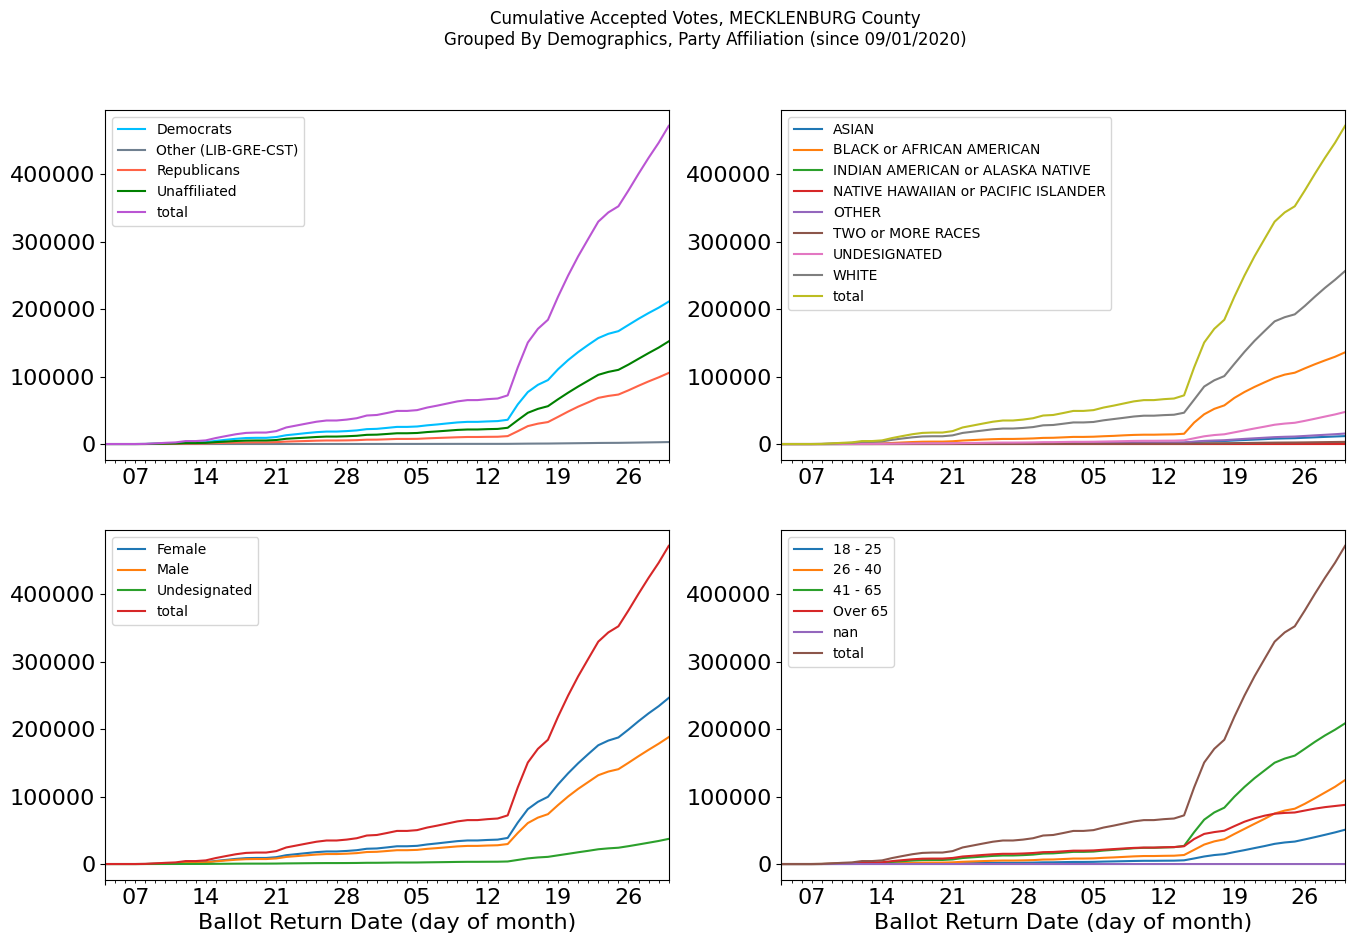 Cumulative Accepted Votes, MECKLENBURG County
Grouped By Demographics, Party Affiliation (since 09/01/2020)
Democrats
Other (LIB-GRE-CST)
Republicans
Unaffiliated
total
400000
300000
200000
100000
0
07 14 21 28 05 12 19 26
ASIAN
BLACK or AFRICAN AMERICAN
INDIAN AMERICAN or ALASKA NATIVE
NATIVE HAWAIIAN or PACIFIC ISLANDER
OTHER
TWO or MORE RACES
UNDESIGNATED
WHITE
total
400000
300000
200000
100000
0
07 14 21 28 05 12 19 26
Female
Male
Undesignated
total
400000
300000
200000
100000
0
07 14 21 28 05 12 19 26
Ballot Return Date (day of month)
18 - 25
26 - 40
41 - 65
Over 65
nan
total
400000
300000
200000
100000
0
07 14 21 28 05 12 19 26
Ballot Return Date (day of month)